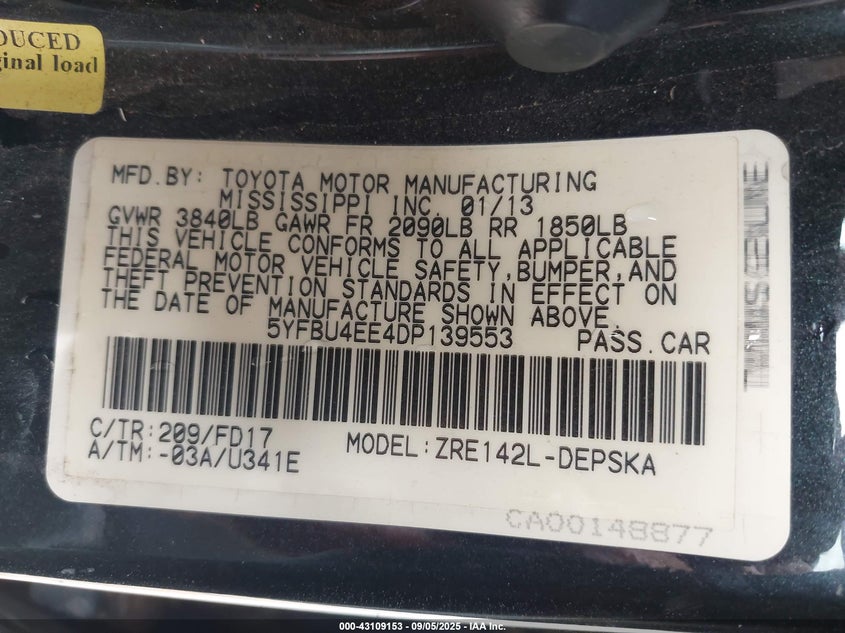 DUCED
ginal load
MFD.BY: TOYOTA MOTOR MANUFACTURING
MISSISSIPPI INC. 01/13
GVWR 3840LB GAWR FR 2090LB RR 1850LB
THIS VEHICLE CONFORMS TO ALL APPLICABLE
FEDERAL MOTOR VEHICLE SAFETY,BUMPER,AND
THEFT PREVENTION STANDARDS IN EFFECT ON
THE DATE OF MANUFACTURE SHOWN ABOVE.
5YFBU4EE4DP139553 PASS.CAR
C/TR:209/FD17
A/TM:-03A/U341E
MODEL:ZRE142L-DEPSKA
CA00148877
000-43109153 - 09/05/2025 - IAA Inc.